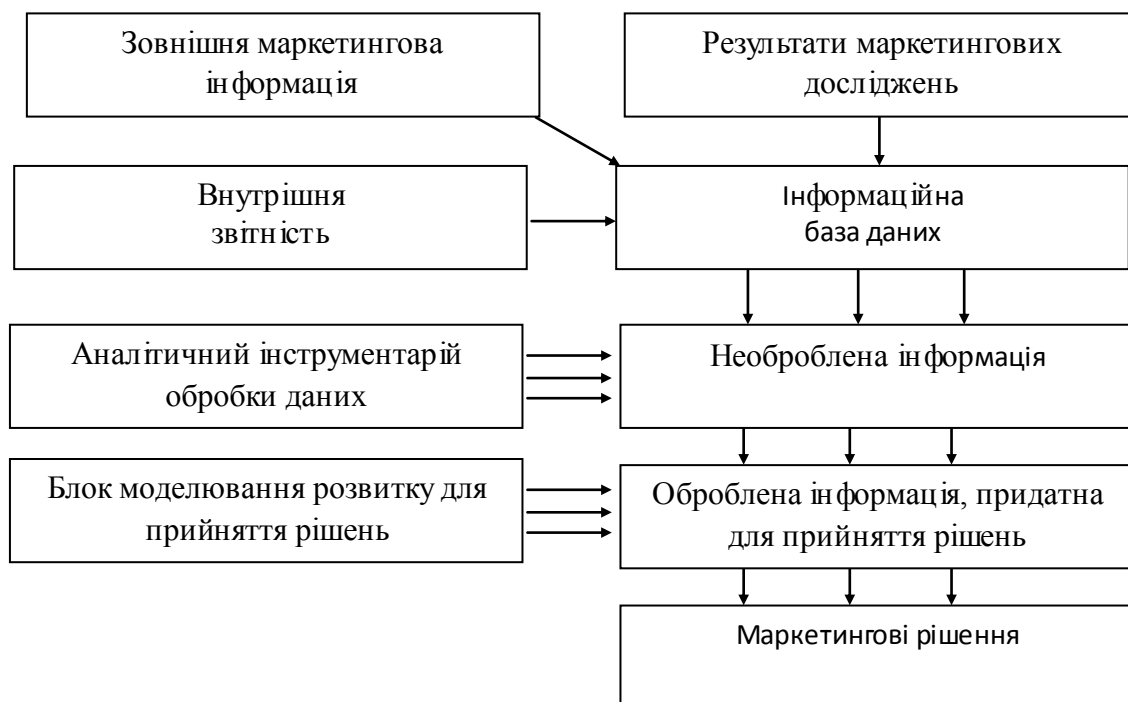 Зовнішня маркетингова
інформація
Результати маркетингових
досліджень
Внутрішня
звітність
Інформаційна
база даних
Аналітичний інструментарій
обробки даних
Необроблена інформація
Блок моделювання розвитку для
прийняття рішень
Оброблена інформація, придатна
для прийняття рішень
Маркетингові рішення